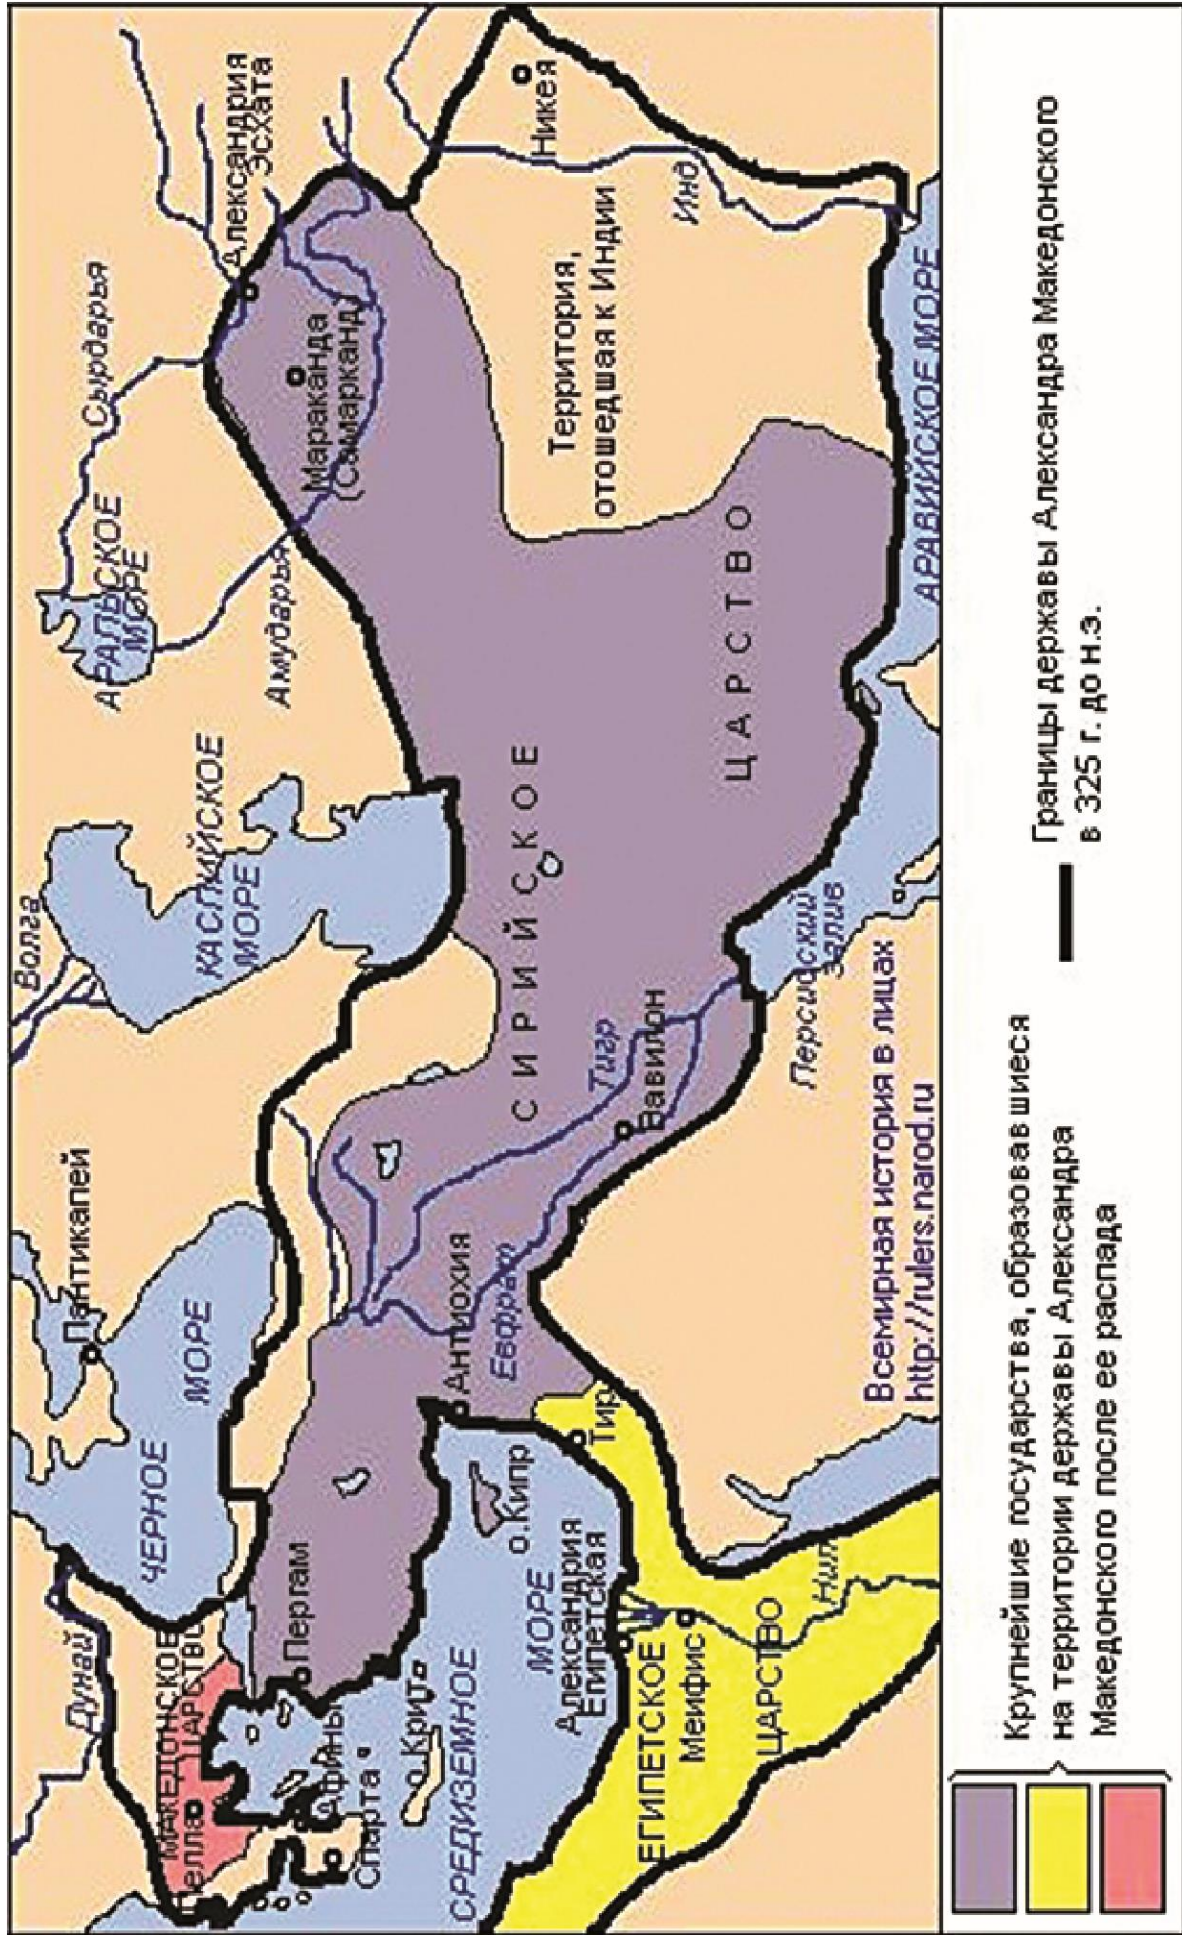 Дунай
МАКЕДОНСКОЕ
ЦАРСТВО
Пелла
ЧЕРНОЕ
МОРЕ
Пантикапей
Волга
КАСПИЙСКОЕ
МОРЕ
АРАЛЬСКОЕ
МОРЕ
Сырдарья
Амударья
Александрия
Эсхата
Мараканда
(Самарканд)
Пергам
Афины
Спарта
о.Крит
СРЕДИЗЕМНОЕ
МОРЕ
о.Кипр
Антиохия
Евфрат
Тигр
Вавилон
СИРИЙСКОЕ
ЦАРСТВО
Территория,
отошедшая к Индии
Никея
Инд
Тир
Александрия
Египетская
ЕГИПЕТСКОЕ
ЦАРСТВО
Мемфис
Нил
Персидский
залив
АРАВИЙСКОЕ МОРЕ
Всемирная история в лицах
http://rulers.narod.ru
Крупнейшие государства, образовавшиеся
на территории державы Александра
Македонского после ее распада
Границы державы Александра Македонского
в 325 г. до н.э.